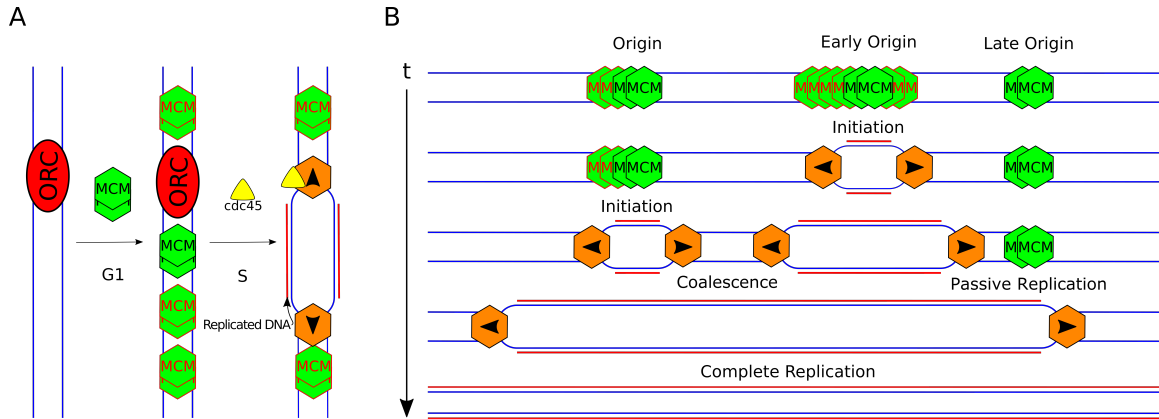 A
ORC
MCM
G1
MCM
ORC
MCM
MCM
MCM
cdc45
S
MCM
Replicated DNA
MCM
B
t
Origin
Early Origin
Late Origin
M M M M MCM
M M M M M MCM M M
M MCM
Initiation
M M M M MCM
M MCM
Initiation
M MCM
Coalescence
Passive Replication
Complete Replication